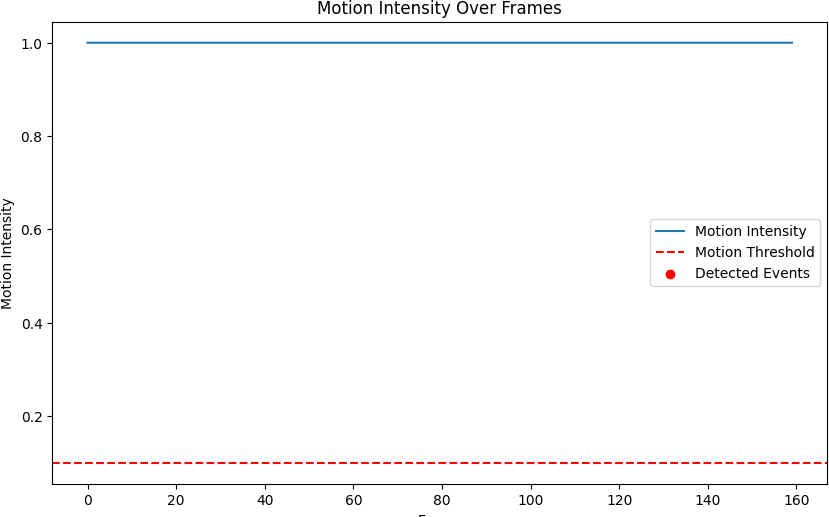 Motion Intensity Over Frames
Motion Intensity
1.0
0.8
0.6
0.4
0.2
Motion Intensity
Motion Threshold
Detected Events
0 20 40 60 80 100 120 140 160